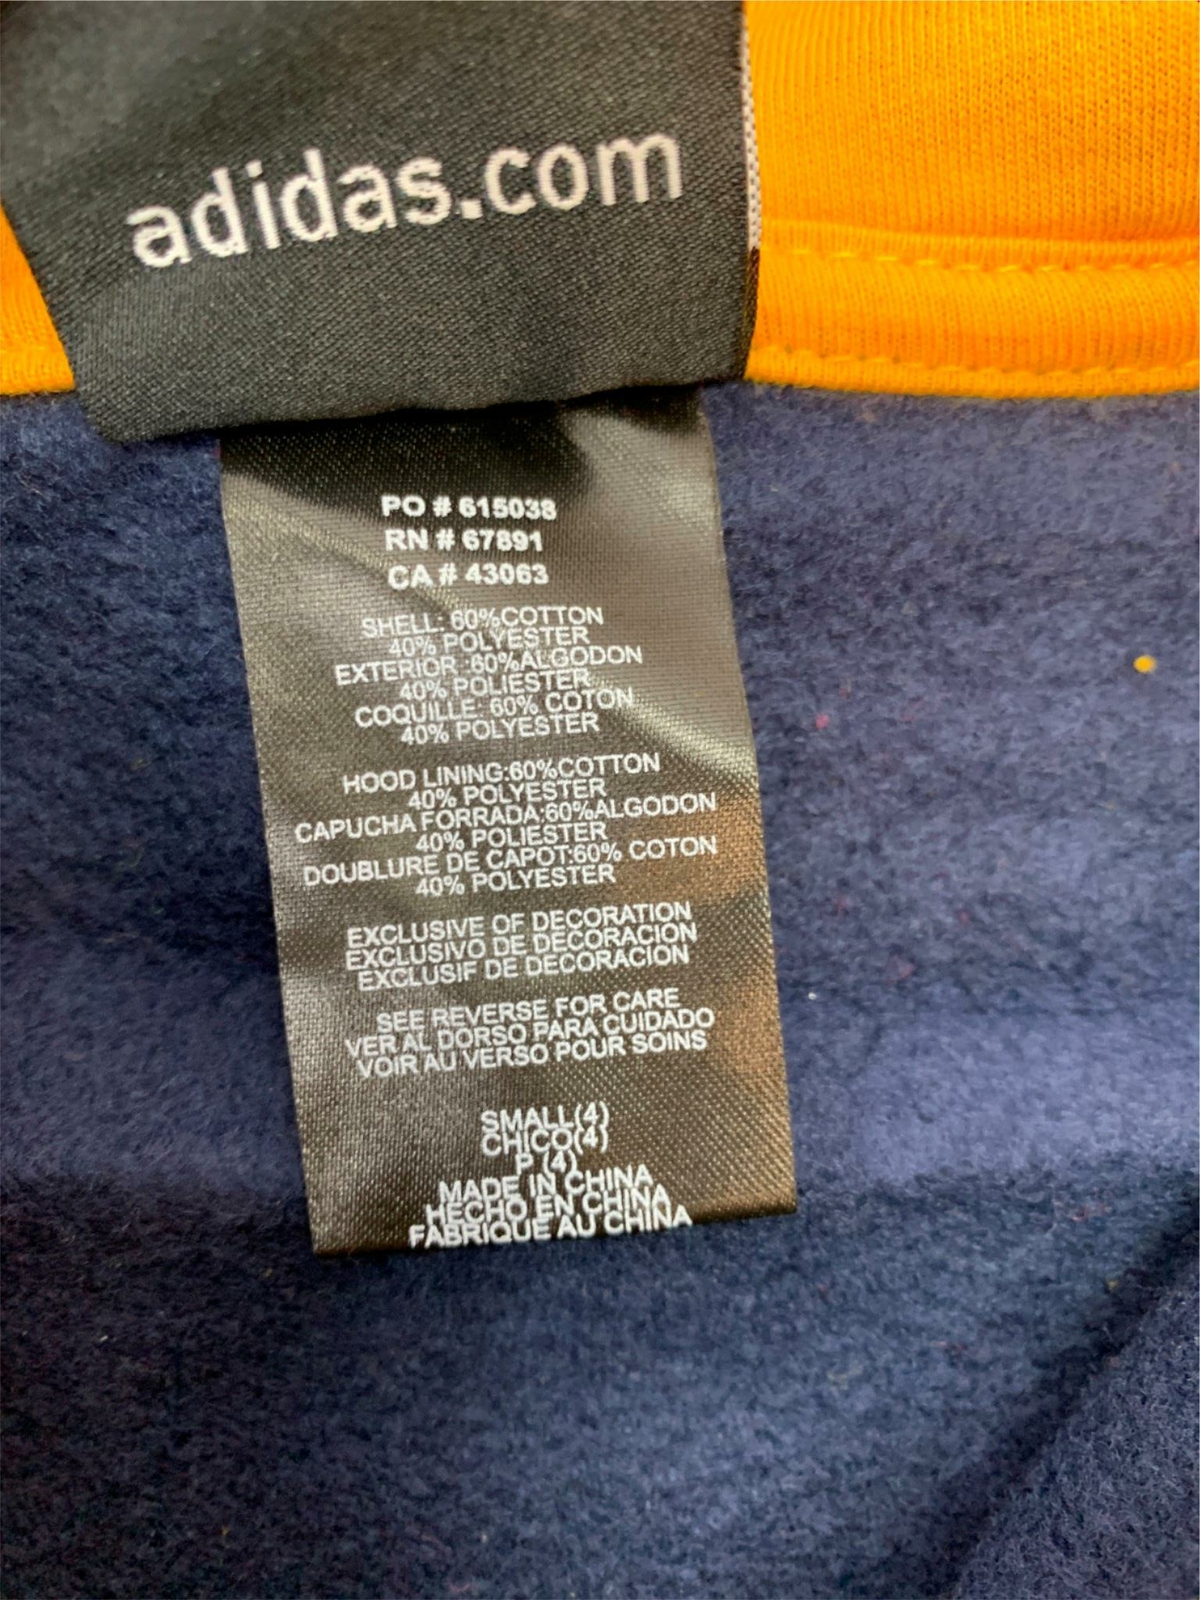 adidas.com
PO # 615038
RN # 67891
CA # 43063
SHELL: 60%COTTON
40% POLYESTER
EXTERIOR :60%ALGODON
40% POLIESTER
COQUILLE: 60% COTON
40% POLYESTER
HOOD LINING:60%COTTON
40% POLYESTER
CAPUCHA FORRADA:60%ALGODON
40% POLIESTER
DOUBLURE DE CAPOT:60% COTON
40% POLYESTER
EXCLUSIVE OF DECORATION
EXCLUSIVO DE DECORACION
EXCLUSIF DE DECORACION
SEE REVERSE FOR CARE
VER AL DORSO PARA CUIDADO
VOIR AU VERSO POUR SOINS
SMALL(4)
CHICO(4)
P (4)
MADE IN CHINA
HECHO EN CHINA
FABRIQUE AU CHINA